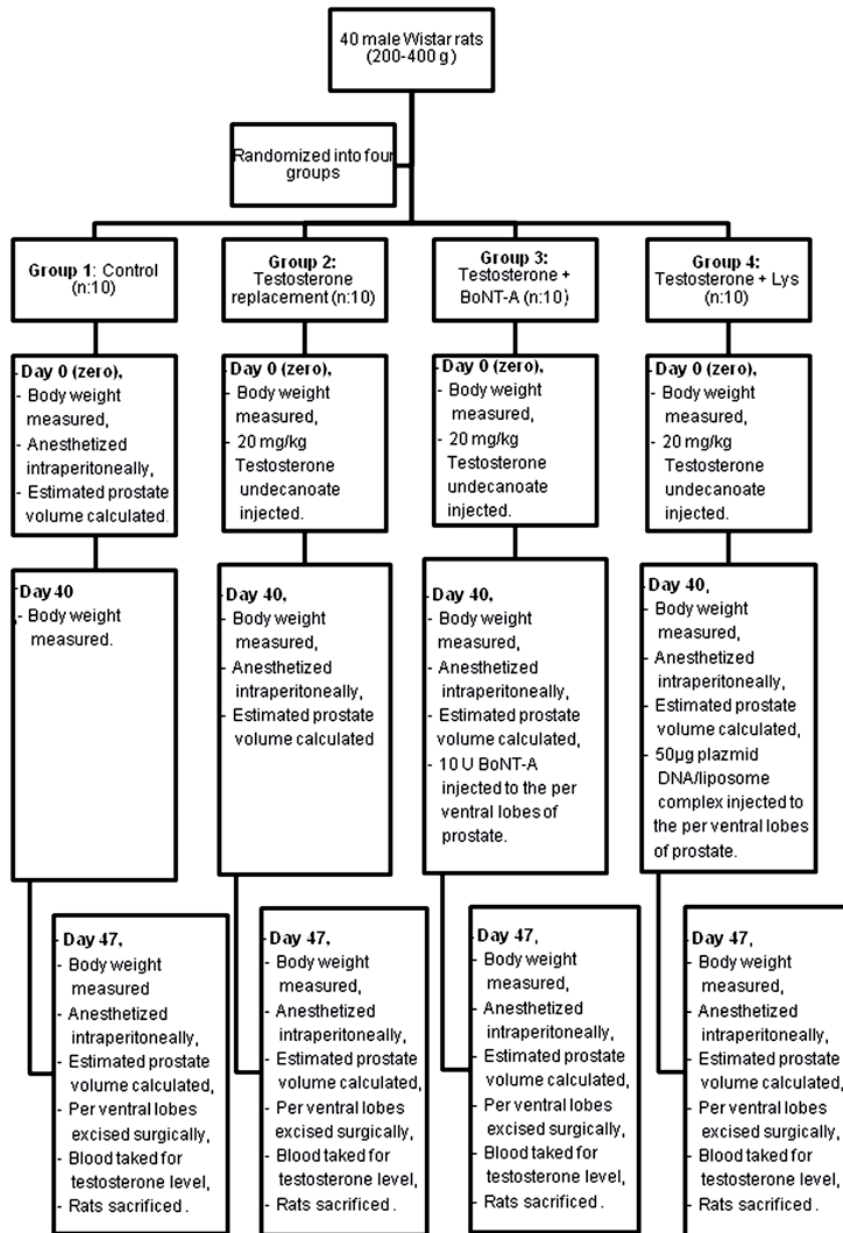 40 male Wistar rats
(200-400 g)
Randomized into four
groups
Group 1: Control
(n:10)
Group 2:
Testosterone
replacement (n:10)
Group 3:
Testosterone +
BoNT-A (n:10)
Group 4:
Testosterone + Lys
(n:10)
Day 0 (zero),
- Body weight
measured,
- Anesthetized
intraperitoneally,
- Estimated prostate
volume calculated.
Day 0 (zero),
- Body weight
measured,
- 20 mg/kg
Testosterone
undecanoate
injected.
Day 0 (zero),
- Body weight
measured,
- 20 mg/kg
Testosterone
undecanoate
injected.
Day 0 (zero),
- Body weight
measured,
- 20 mg/kg
Testosterone
undecanoate
injected.
Day 40
- Body weight
measured.
Day 40,
- Body weight
measured,
- Anesthetized
intraperitoneally,
- Estimated prostate
volume calculated
Day 40,
- Body weight
measured,
- Anesthetized
intraperitoneally,
- Estimated prostate
volume calculated,
- 10 U BoNT-A
injected to the per
ventral lobes of
prostate.
Day 40,
- Body weight
measured,
- Anesthetized
intraperitoneally,
- Estimated prostate
volume calculated,
- 50µg plazmid
DNA/liposome
complex injected to
the per ventral lobes
of prostate.
- Day 47,
- Body weight
measured
- Anesthetized
intraperitoneally,
- Estimated prostate
volume calculated,
- Per ventral lobes
excised surgically,
- Blood taked for
testosterone level,
- Rats sacrificed.
- Day 47,
- Body weight
measured,
- Anesthetized
intraperitoneally,
- Estimated prostate
volume calculated,
- Per ventral lobes
excised surgically,
- Blood taked for
testosterone level,
- Rats sacrificed.
- Day 47,
- Body weight
measured,
- Anesthetized
intraperitoneally,
- Estimated prostate
volume calculated,
- Per ventral lobes
excised surgically,
- Blood taked for
testosterone level,
- Rats sacrificed.
- Day 47,
- Body weight
measured,
- Anesthetized
intraperitoneally,
- Estimated prostate
volume calculated,
- Per ventral lobes
excised surgically,
- Blood taked for
testosterone level,
- Rats sacrificed.